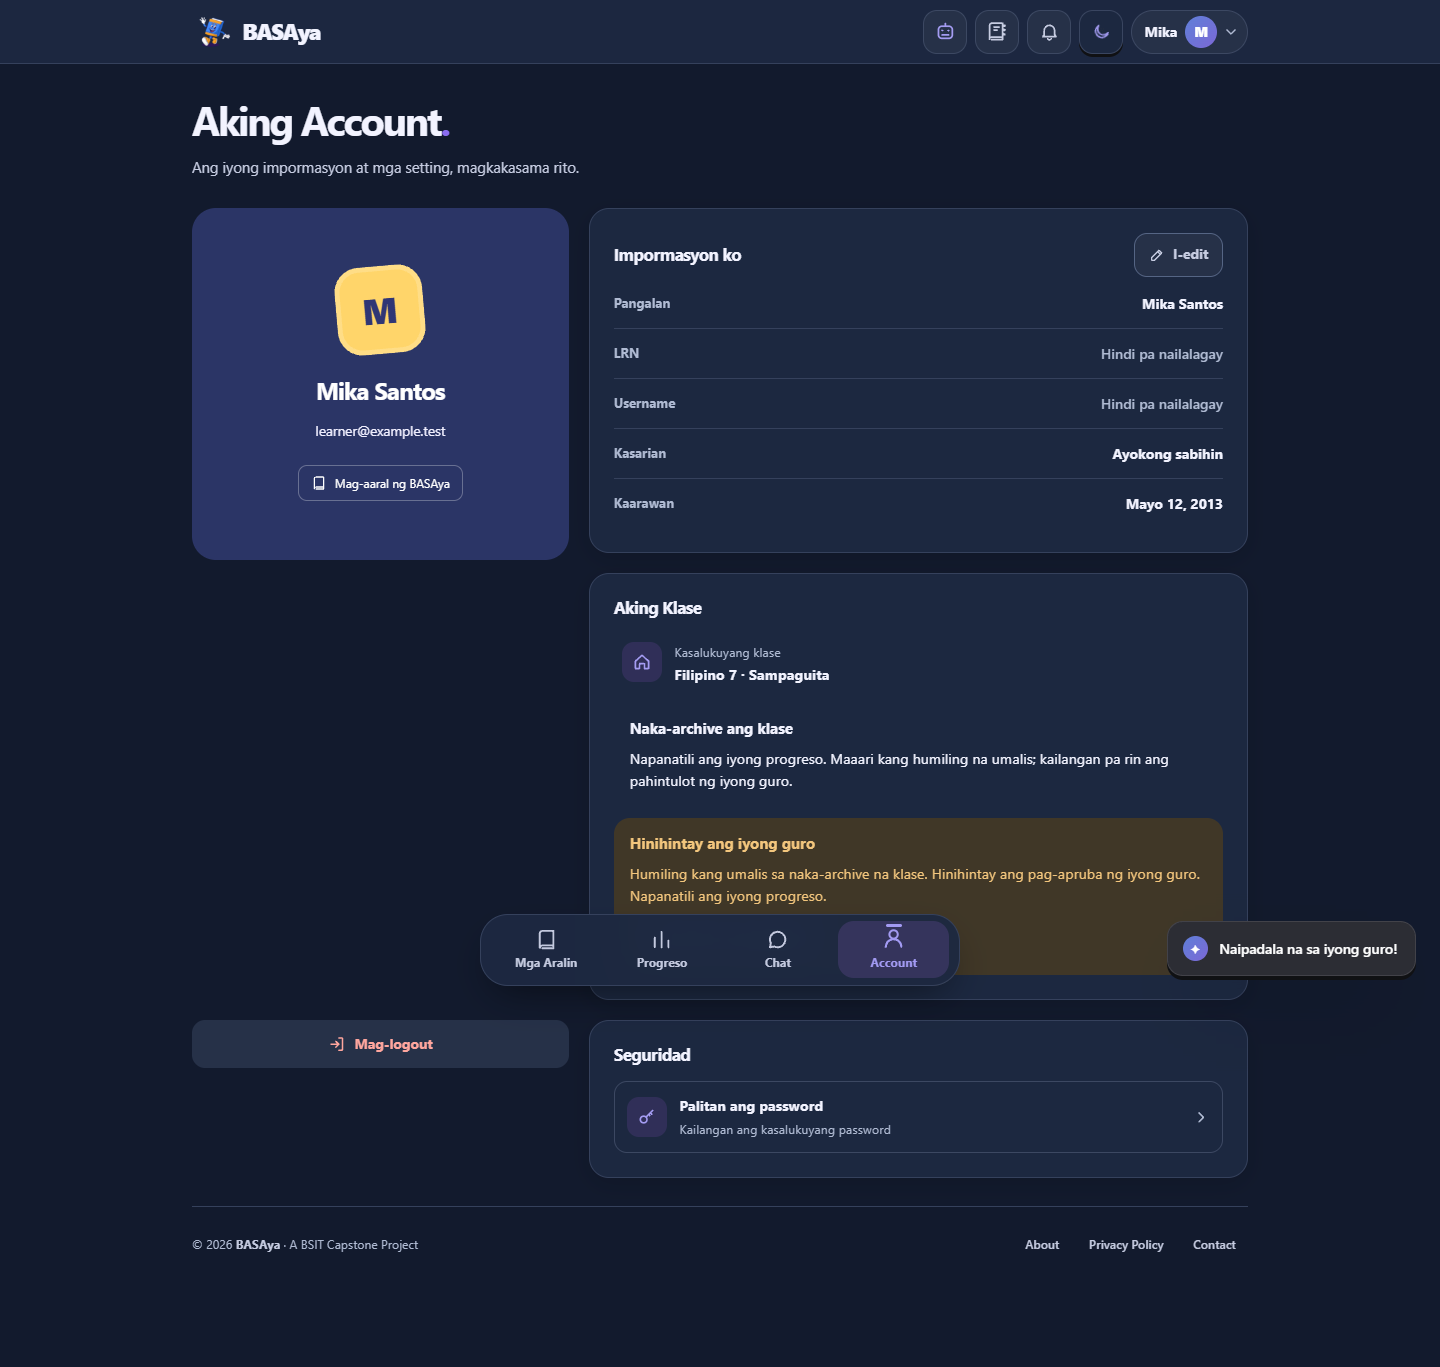 BASAya
Mika
M
Aking Account.
Ang iyong impormasyon at mga setting, magkakasama rito.
M
Mika Santos
learner@example.test
Mag-aaral ng BASAya
Impormasyon ko
I-edit
Pangalan
Mika Santos
LRN
Hindi pa nailalagay
Username
Hindi pa nailalagay
Kasarian
Ayokong sabihin
Kaarawan
Mayo 12, 2013
Aking Klase
Kasalukuyang klase
Filipino 7 · Sampaguita
Naka-archive ang klase
Napanatili ang iyong progreso. Maaari kang humiling na umalis; kailangan pa rin ang
pahintulot ng iyong guro.
Hinihintay ang iyong guro
Humiling kang umalis sa naka-archive na klase. Hinihintay ang pag-apruba ng iyong guro.
Napanatili ang iyong progreso.
Mga Aralin
Progreso
Chat
Account
Naipadala na sa iyong guro!
Mag-logout
Seguridad
Palitan ang password
Kailangan ang kasalukuyang password
© 2026 BASAya · A BSIT Capstone Project
About
Privacy Policy
Contact